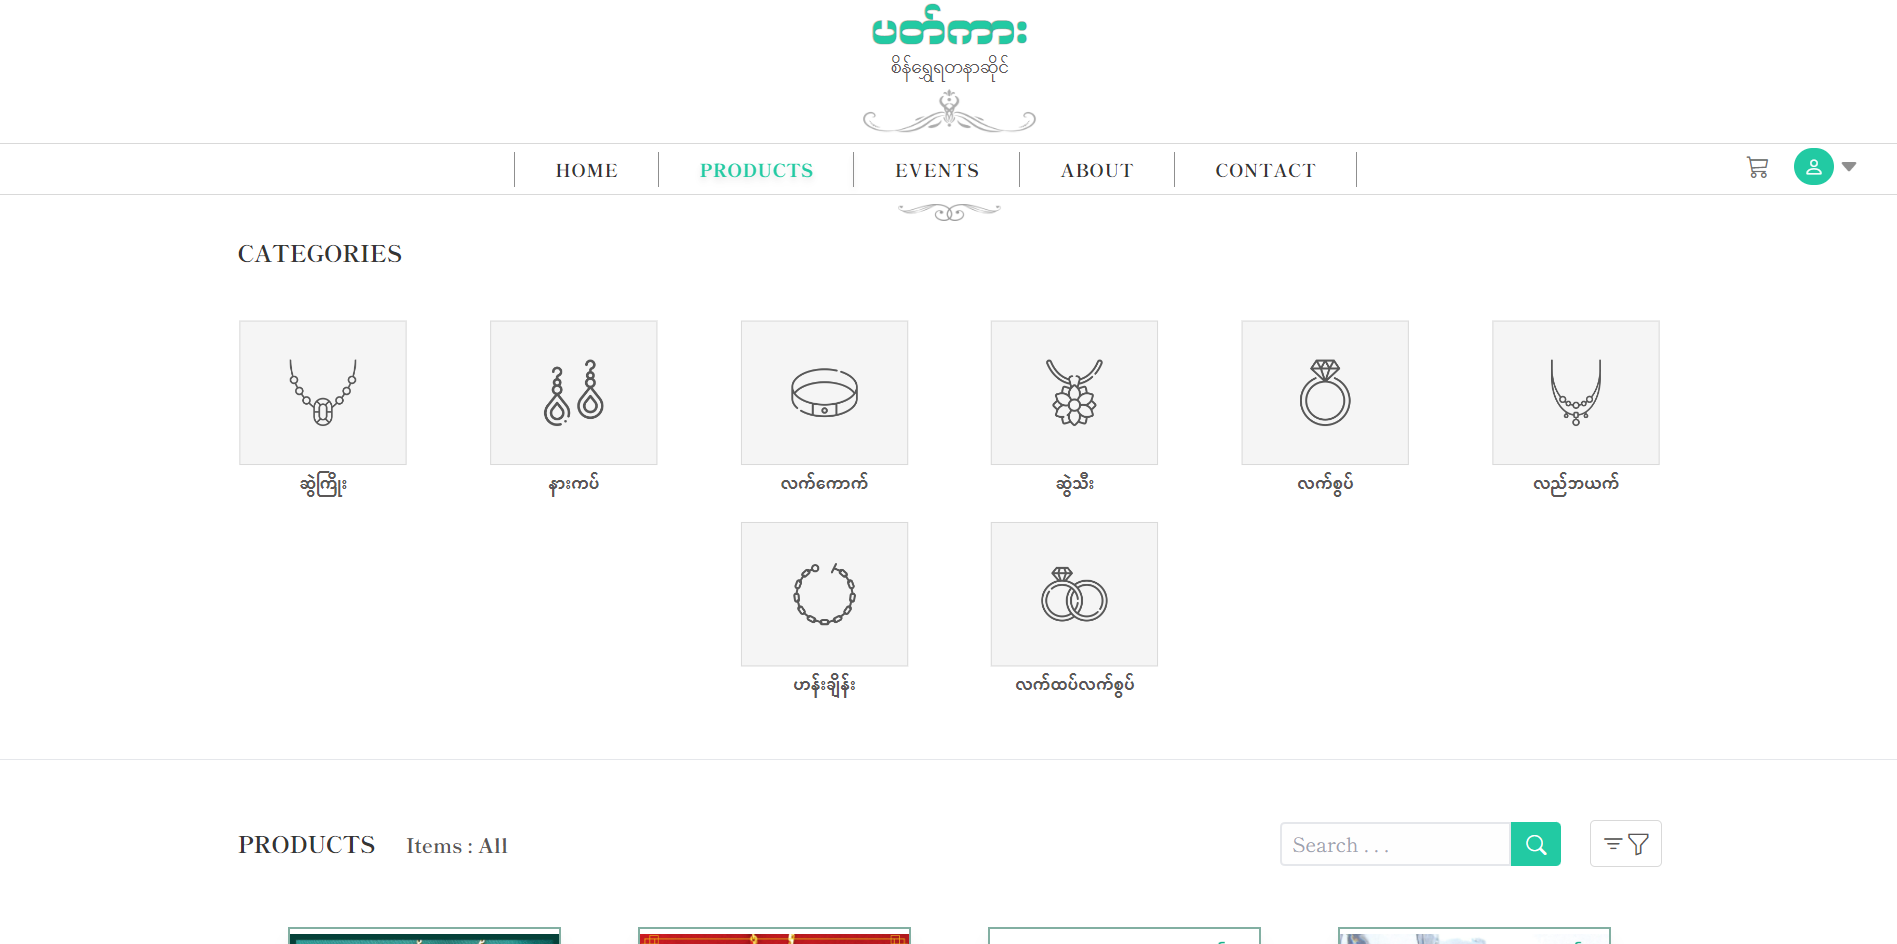 ပတ်ကား
စိန်ရွှေရတနာဆိုင်
HOME PRODUCTS EVENTS ABOUT CONTACT
CATEGORIES
ဆွဲကြိုး နားကပ် လက်ကောက် ဆွဲသီး လက်စွပ် လည်ဘယက်
ဟန်းချိန်း လက်ထပ်လက်စွပ်
PRODUCTS Items : All Search . . .